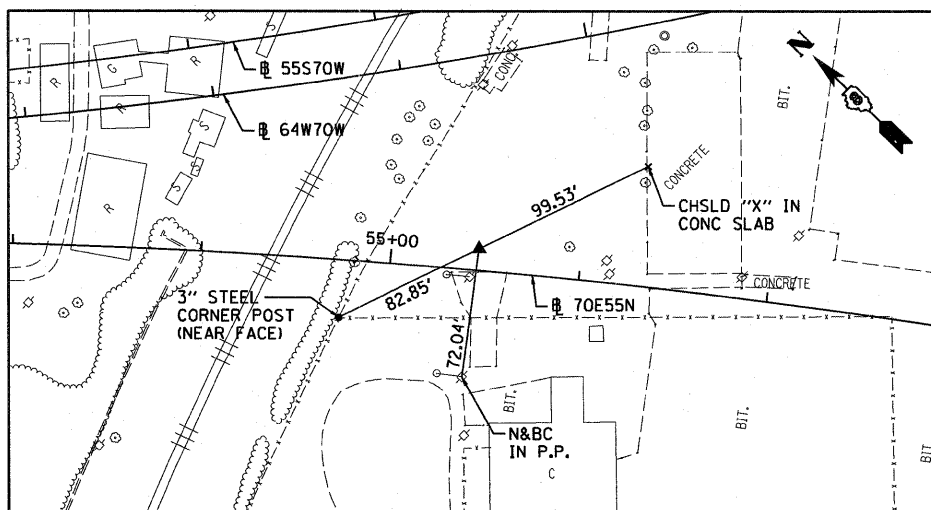 S
R
G
R
℄ 55S70W
CONC
N
BIT.
R
℄ 64W70W
S
S
R
S
CONCRETE
99.53'
CHSLD "X" IN
CONC SLAB
55+00
3" STEEL
CORNER POST
(NEAR FACE)
82.85'
℄ 70E55N
CONCRETE
72.04'
BIT.
BIT.
BIT
N&BC
IN P.P.
C